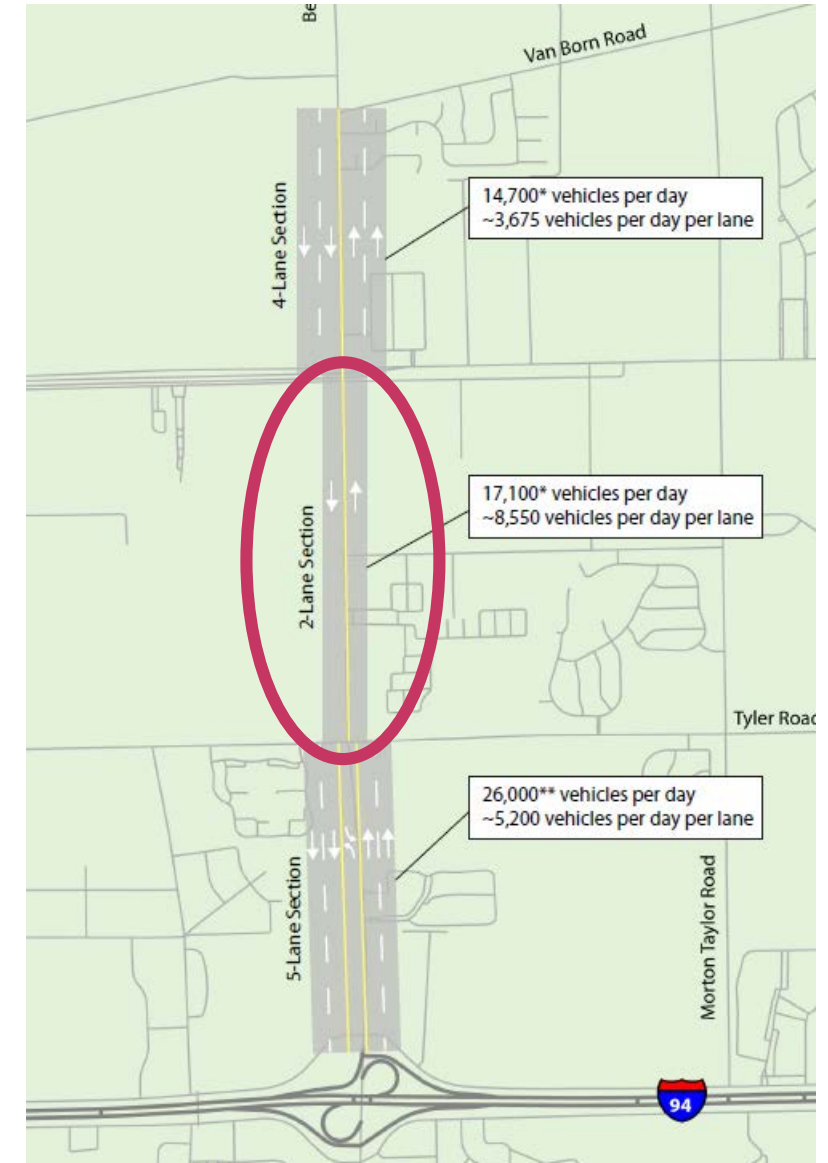 Be
Van Born Road
4-Lane Section
14,700* vehicles per day
~3,675 vehicles per day per lane
2-Lane Section
17,100* vehicles per day
~8,550 vehicles per day per lane
Tyler Road
5-Lane Section
26,000** vehicles per day
~5,200 vehicles per day per lane
Morton Taylor Road
94